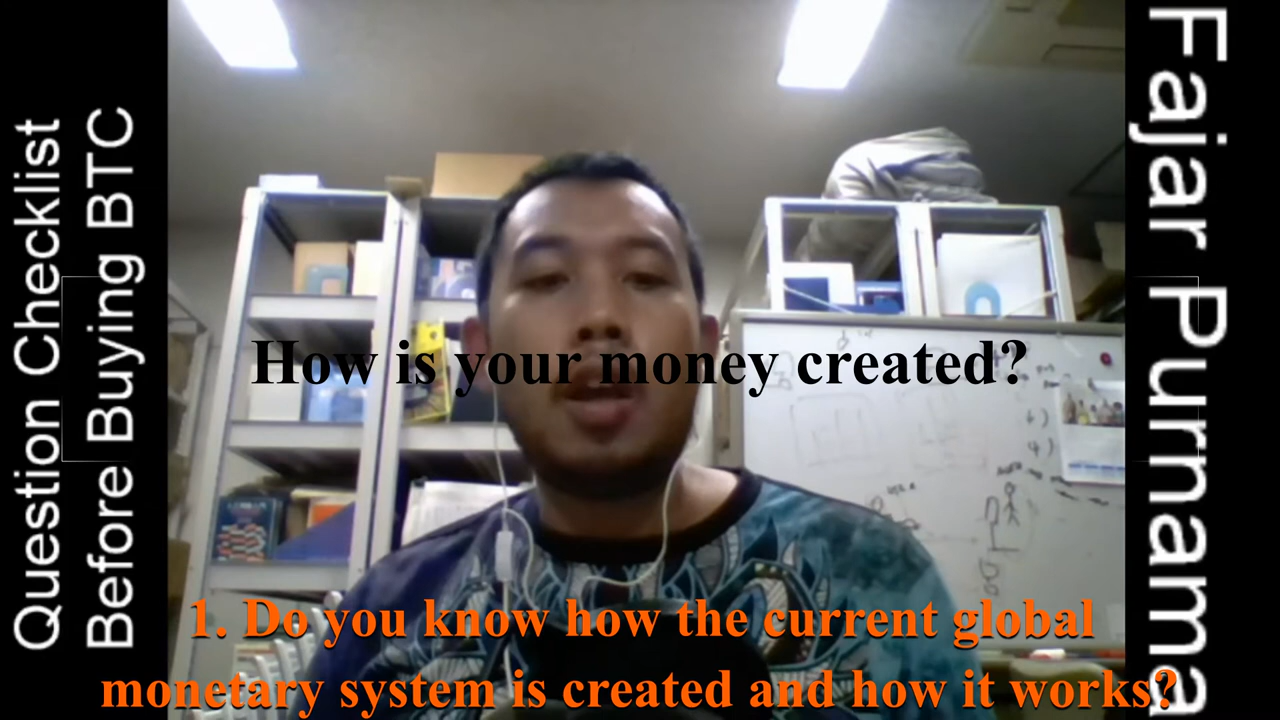 Question Checklist
Before Buying BTC
How is your money created?
1. Do you know how the current global
monetary system is created and how it works?
Fajar Purnama